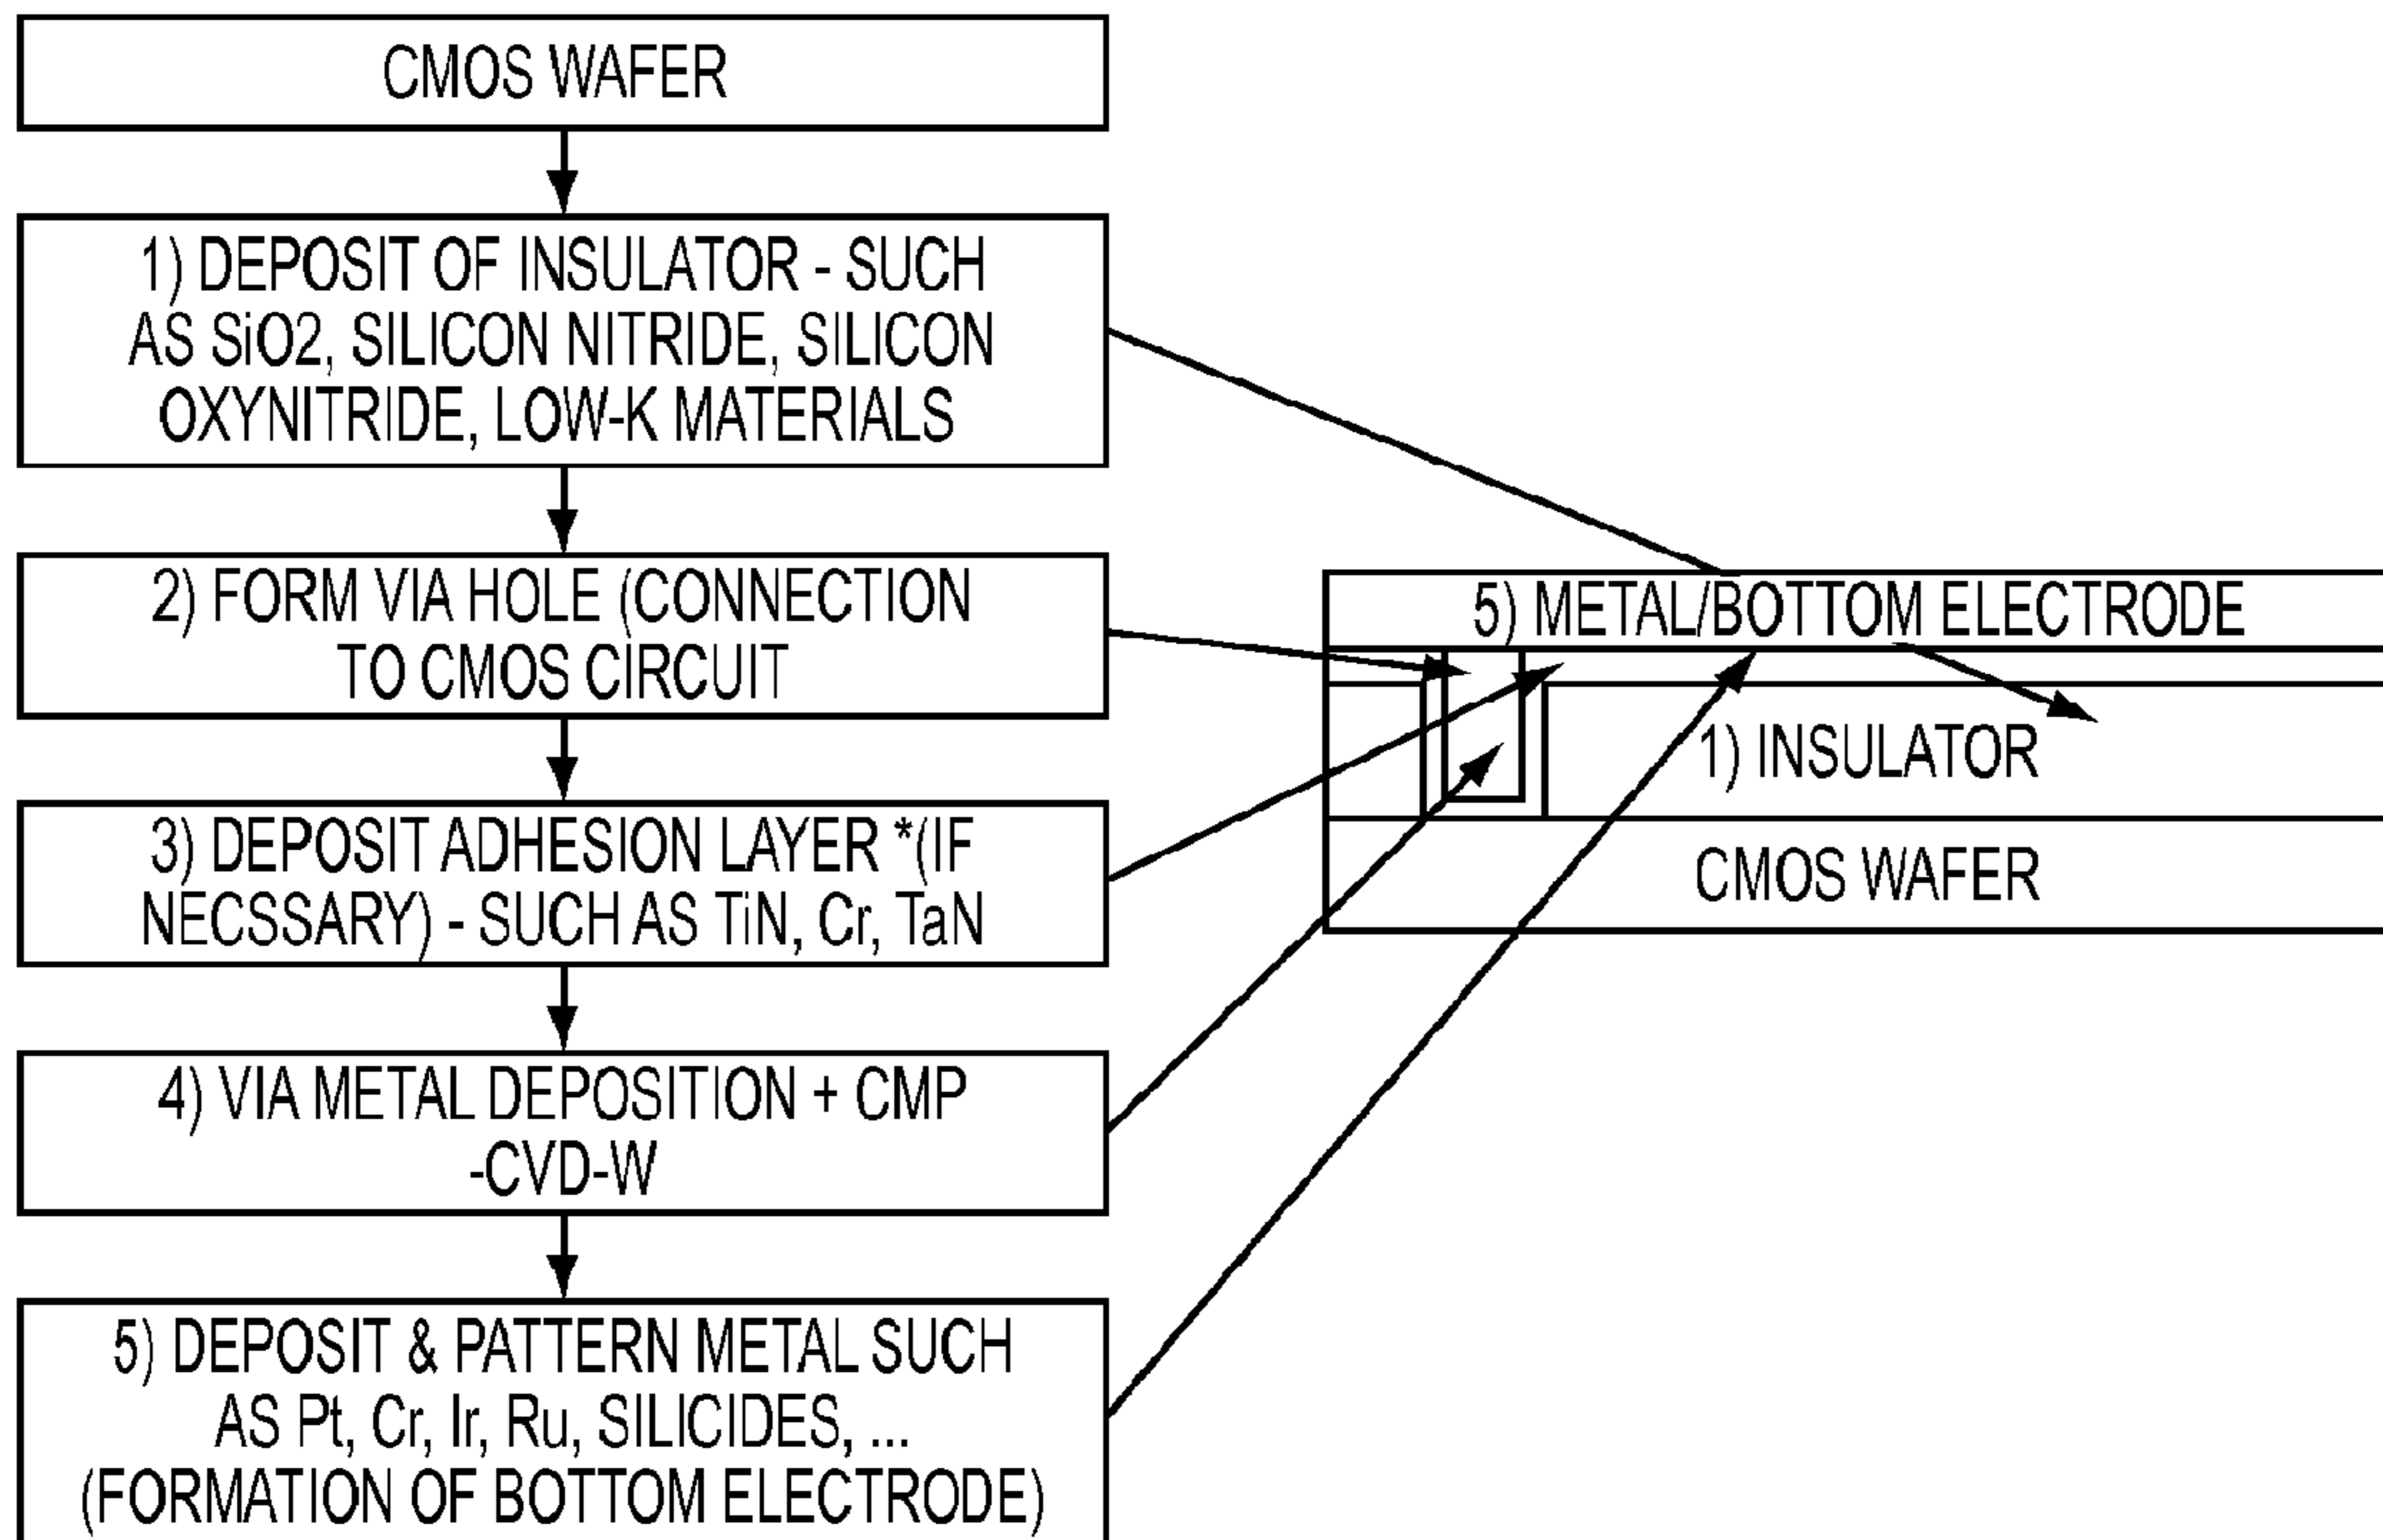 CMOS WAFER
1) DEPOSIT OF INSULATOR - SUCH
AS SiO2, SILICON NITRIDE, SILICON
OXYNITRIDE, LOW-K MATERIALS
2) FORM VIA HOLE (CONNECTION
TO CMOS CIRCUIT
3) DEPOSIT ADHESION LAYER *(IF
NECSSARY) - SUCH AS TiN, Cr, TaN
4) VIA METAL DEPOSITION + CMP
-CVD-W
5) DEPOSIT & PATTERN METAL SUCH
AS Pt, Cr, Ir, Ru, SILICIDES, ...
(FORMATION OF BOTTOM ELECTRODE)
5) METAL/BOTTOM ELECTRODE
1) INSULATOR
CMOS WAFER